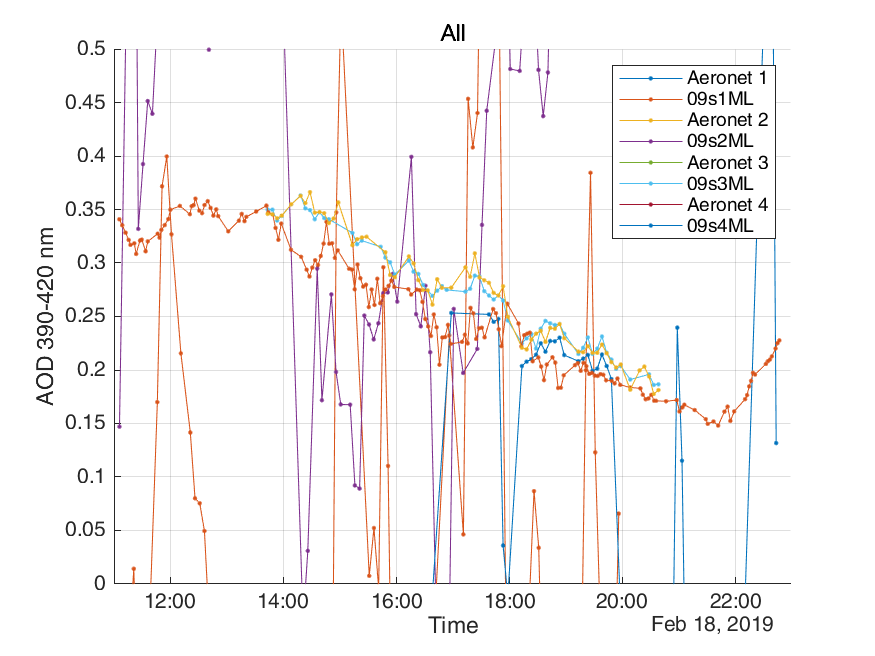 All
0.5
0.45
0.4
0.35
0.3
0.25
0.2
0.15
0.1
0.05
0
AOD 390-420 nm
Aeronet 1
09s1ML
Aeronet 2
09s2ML
Aeronet 3
09s3ML
Aeronet 4
09s4ML
12:00 14:00 16:00 18:00 20:00 22:00
Time
Feb 18, 2019